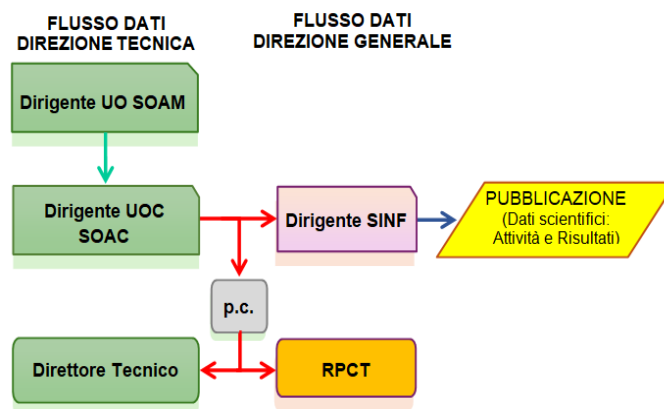 FLUSSO DATI
DIREZIONE TECNICA
FLUSSO DATI
DIREZIONE GENERALE
Dirigente UO SOAM
Dirigente UOC
SOAC
Dirigente SINF
PUBBLICAZIONE
(Dati scientifici:
Attività e Risultati)
p.c.
Direttore Tecnico
RPCT